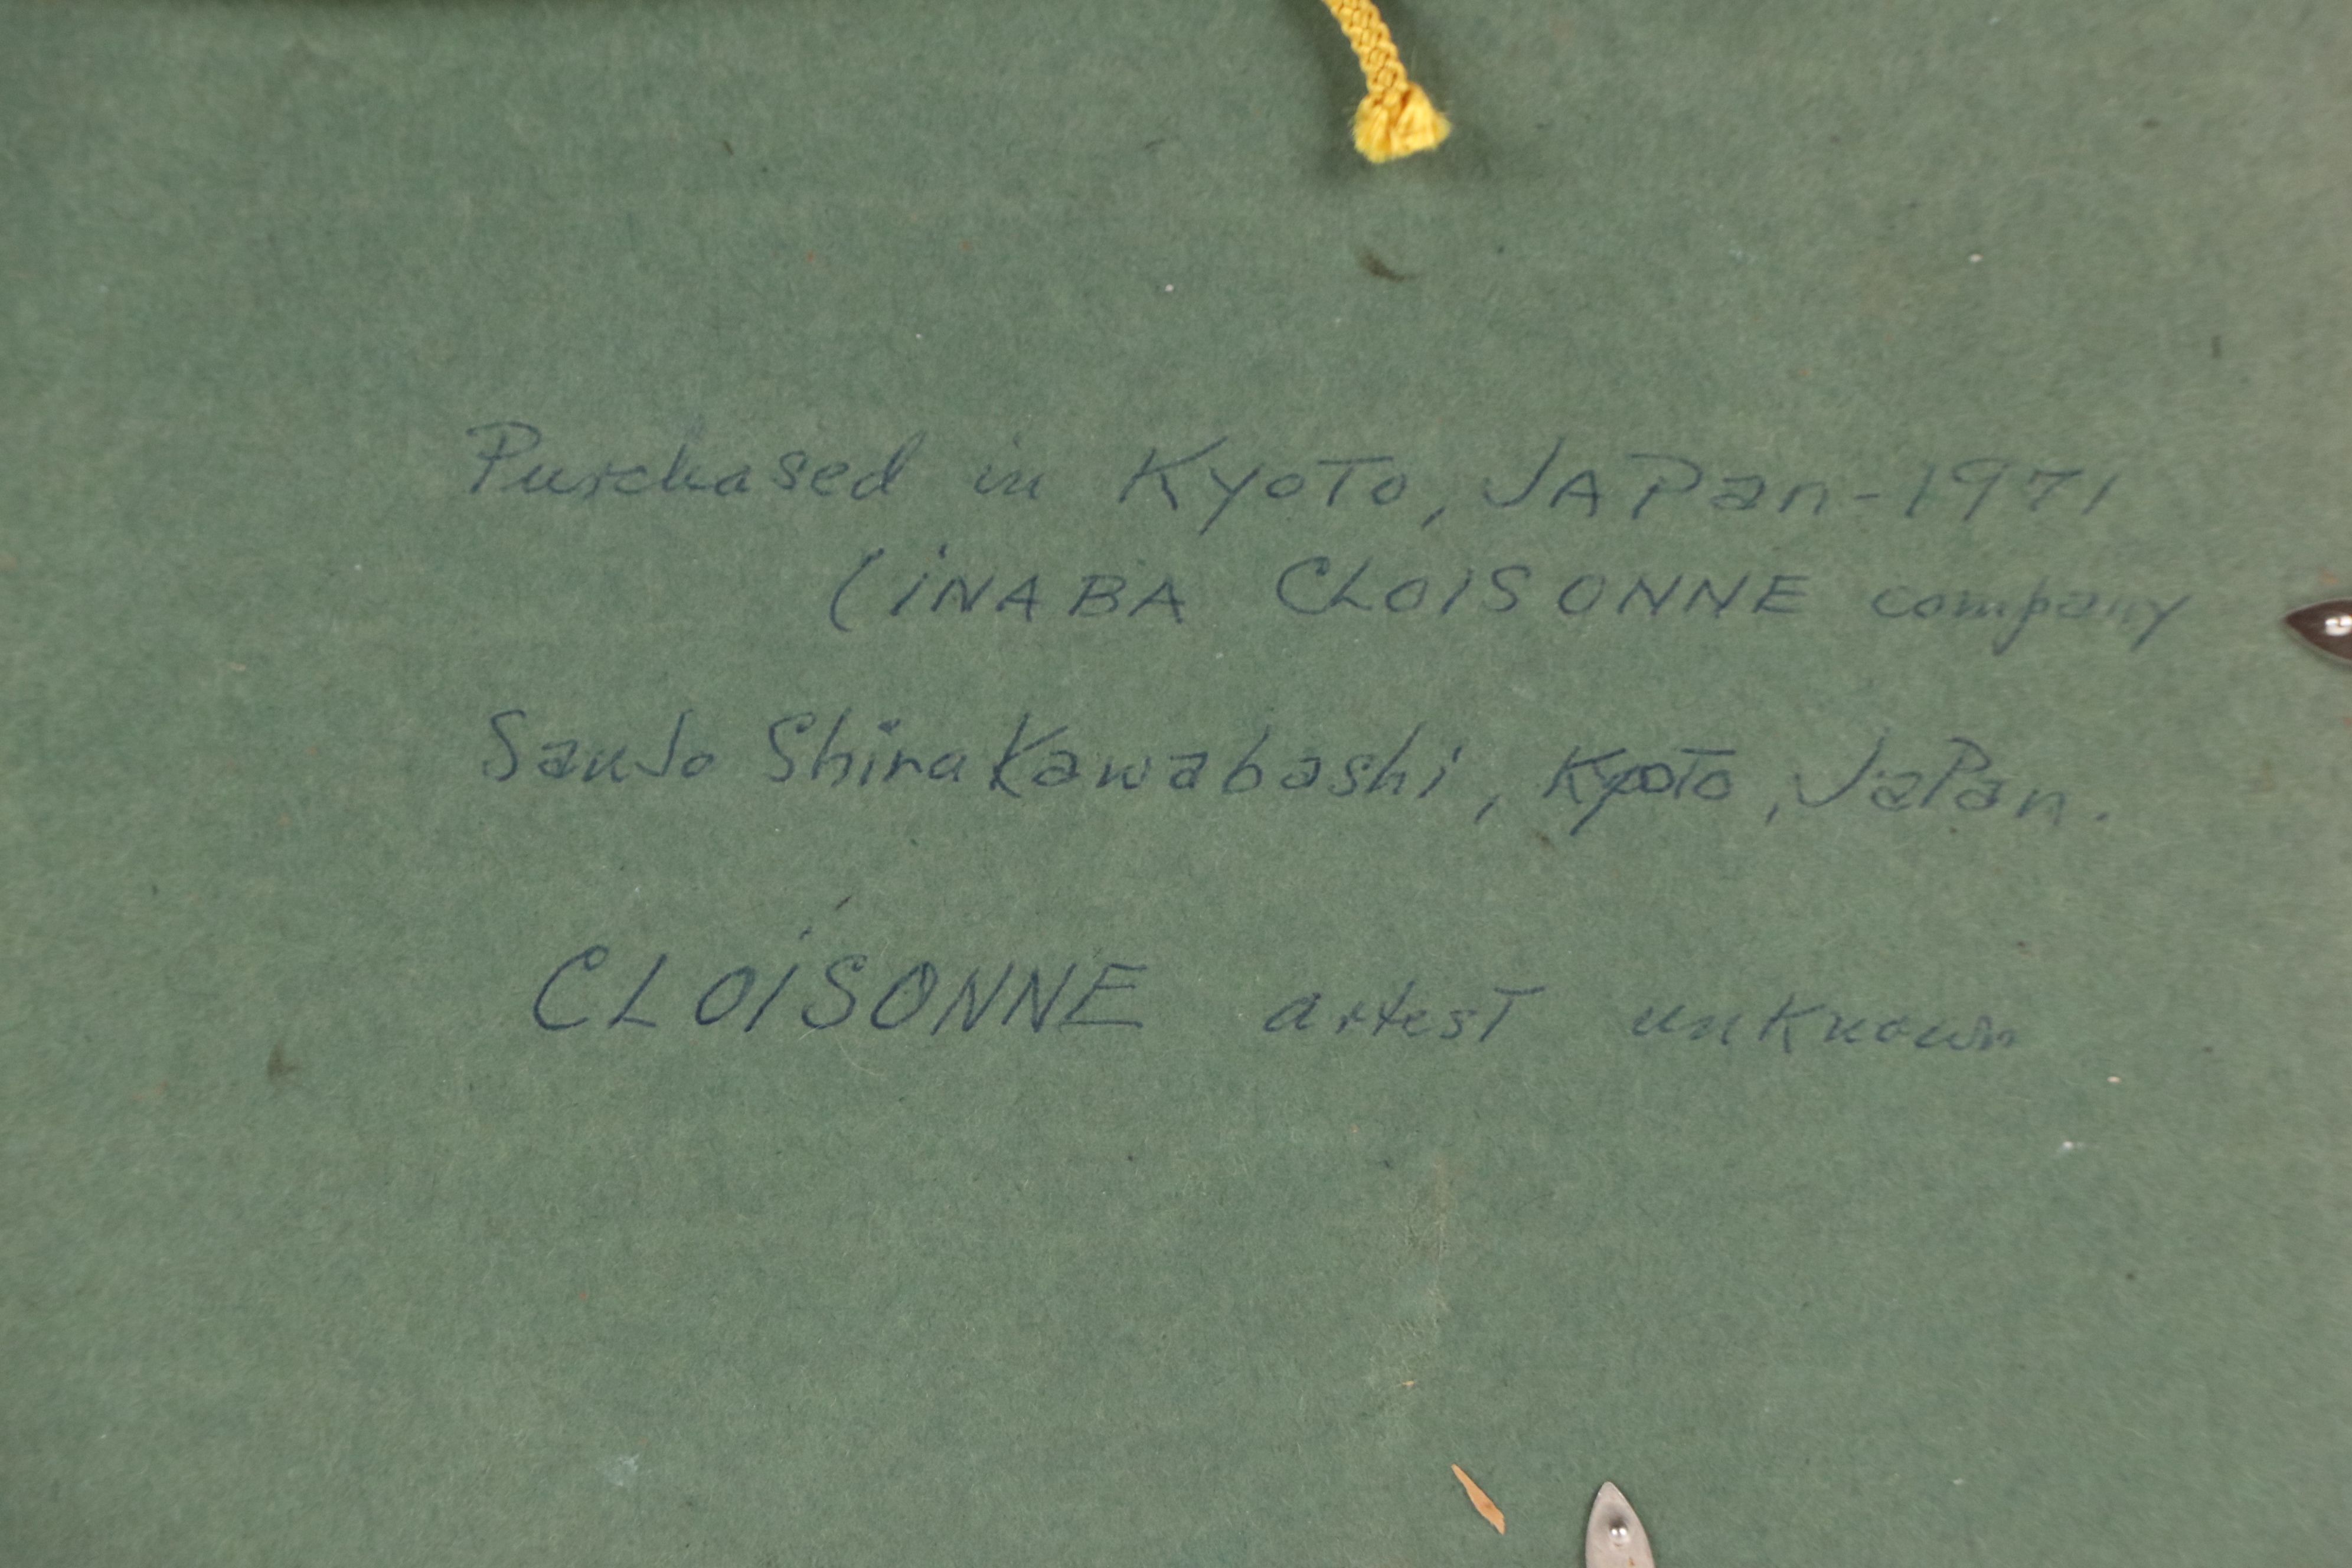 Purchased in Kyoto, JAPan - 1971
(iNABA CLOISONNE company
SanJo ShiraKawabashi, Kyoto, JaPan.
CLOiSONNE artesT unKnown